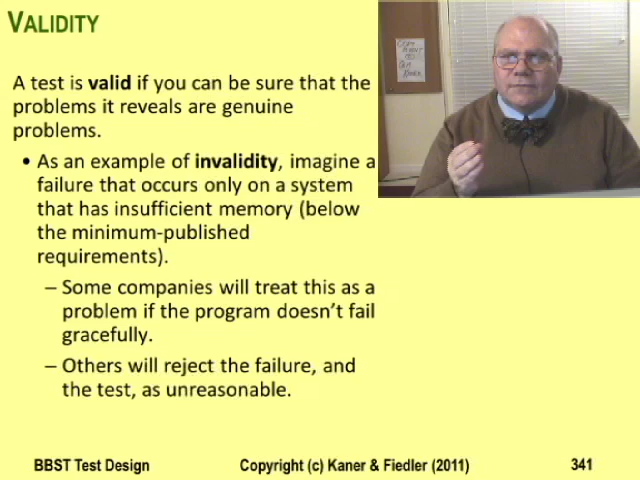 VALIDITY
A test is valid if you can be sure that the
problems it reveals are genuine
problems.
• As an example of invalidity, imagine a
failure that occurs only on a system
that has insufficient memory (below
the minimum-published
requirements).
– Some companies will treat this as a
problem if the program doesn't fail
gracefully.
– Others will reject the failure, and
the test, as unreasonable.
BBST Test Design Copyright (c) Kaner & Fiedler (2011) 341